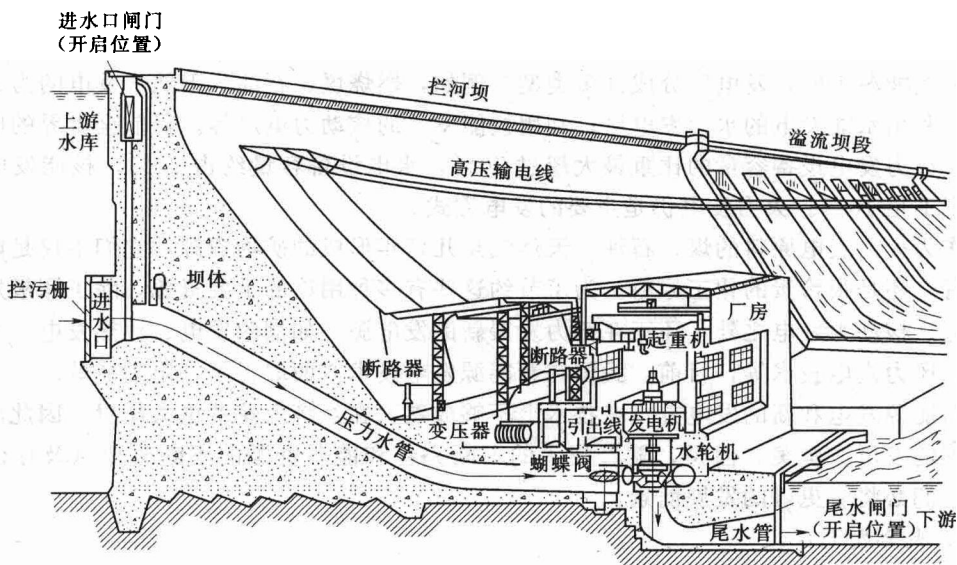 进水口闸门
(开启位置)
拦河坝
溢流坝段
上游
水库
高压输电线
拦污栅
进水口
坝体
厂房
断路器
断路器
起重机
变压器
引出线
发电机
压力水管
蝴蝶阀
水轮机
尾水管
尾水闸门
(开启位置)
下游